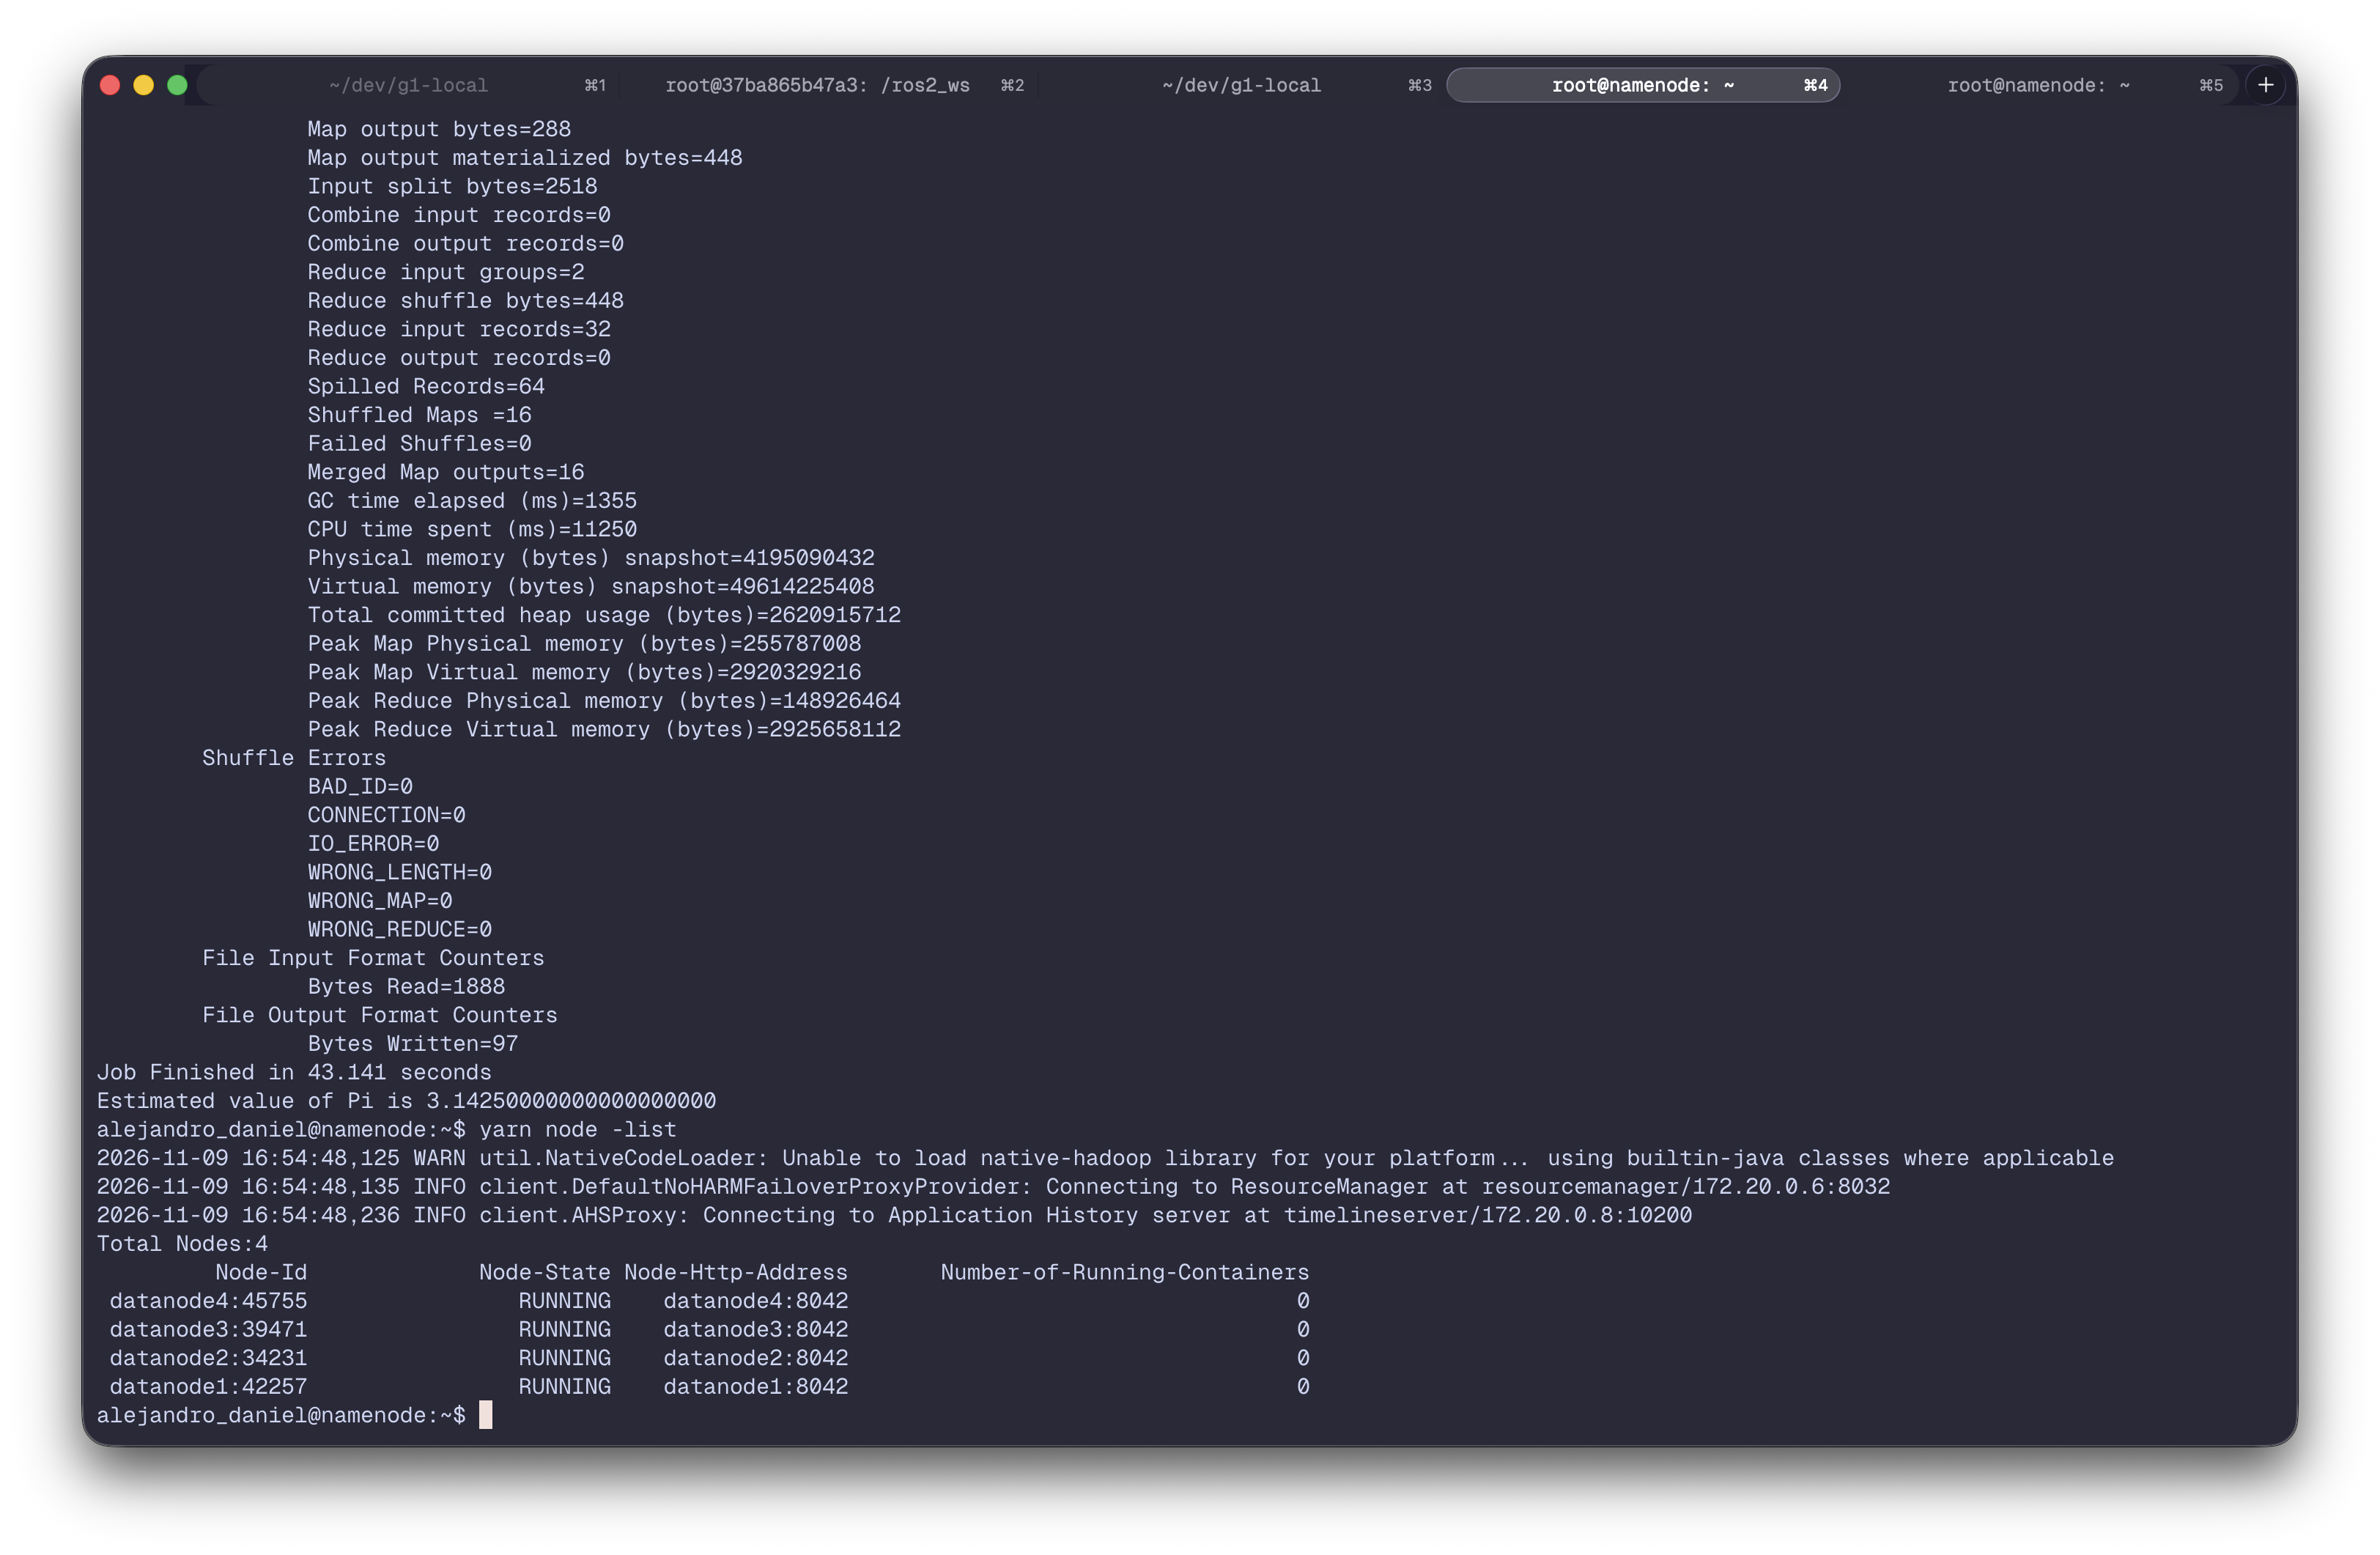 ~/dev/g1-local ⌘1 root@37ba865b47a3: /ros2_ws ⌘2 ~/dev/g1-local ⌘3 root@namenode: ~ ⌘4 root@namenode: ~ ⌘5 +
Map output bytes=288
Map output materialized bytes=448
Input split bytes=2518
Combine input records=0
Combine output records=0
Reduce input groups=2
Reduce shuffle bytes=448
Reduce input records=32
Reduce output records=0
Spilled Records=64
Shuffled Maps =16
Failed Shuffles=0
Merged Map outputs=16
GC time elapsed (ms)=1355
CPU time spent (ms)=11250
Physical memory (bytes) snapshot=4195090432
Virtual memory (bytes) snapshot=49614225408
Total committed heap usage (bytes)=2620915712
Peak Map Physical memory (bytes)=255787008
Peak Map Virtual memory (bytes)=2920329216
Peak Reduce Physical memory (bytes)=148926464
Peak Reduce Virtual memory (bytes)=2925658112
Shuffle Errors
BAD_ID=0
CONNECTION=0
IO_ERROR=0
WRONG_LENGTH=0
WRONG_MAP=0
WRONG_REDUCE=0
File Input Format Counters
Bytes Read=1888
File Output Format Counters
Bytes Written=97
Job Finished in 43.141 seconds
Estimated value of Pi is 3.14250000000000000000
alejandro_daniel@namenode:~$ yarn node -list
2026-11-09 16:54:48,125 WARN util.NativeCodeLoader: Unable to load native-hadoop library for your platform... using builtin-java classes where applicable
2026-11-09 16:54:48,135 INFO client.DefaultNoHARMFailoverProxyProvider: Connecting to ResourceManager at resourcemanager/172.20.0.6:8032
2026-11-09 16:54:48,236 INFO client.AHSProxy: Connecting to Application History server at timelineserver/172.20.0.8:10200
Total Nodes:4
Node-Id Node-State Node-Http-Address Number-of-Running-Containers
datanode4:45755 RUNNING datanode4:8042 0
datanode3:39471 RUNNING datanode3:8042 0
datanode2:34231 RUNNING datanode2:8042 0
datanode1:42257 RUNNING datanode1:8042 0
alejandro_daniel@namenode:~$